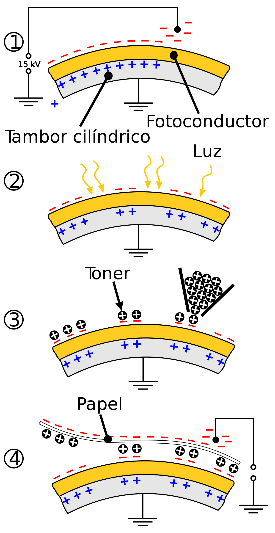 ①
15 kV
Fotoconductor
Tambor cilíndrico
Luz
②
Toner
③
Papel
④